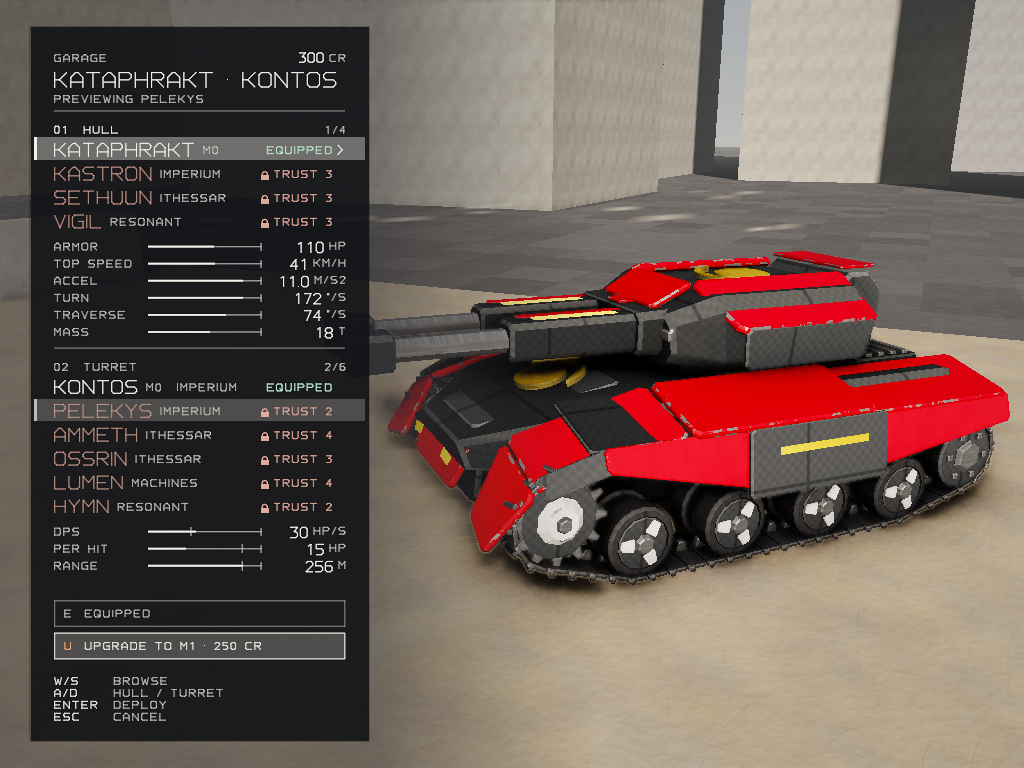 GARAGE 300 CR
KATAPHRAKT · KONTOS
PREVIEWING PELEKYS
01 HULL 1/4
KATAPHRAKT M0 EQUIPPED >
KASTRON IMPERIUM TRUST 3
SETHUUN ITHESSAR TRUST 3
VIGIL RESONANT TRUST 3
ARMOR 110 HP
TOP SPEED 41 KM/H
ACCEL 11.0 M/S2
TURN 172 °/S
TRAVERSE 74 °/S
MASS 18 T
02 TURRET 2/6
KONTOS M0 IMPERIUM EQUIPPED
PELEKYS IMPERIUM TRUST 2
AMMETH ITHESSAR TRUST 4
OSSRIN ITHESSAR TRUST 3
LUMEN MACHINES TRUST 4
HYMN RESONANT TRUST 2
DPS 30 HP/S
PER HIT 15 HP
RANGE 256 M
E EQUIPPED
U UPGRADE TO M1 · 250 CR
W/S BROWSE
A/D HULL / TURRET
ENTER DEPLOY
ESC CANCEL